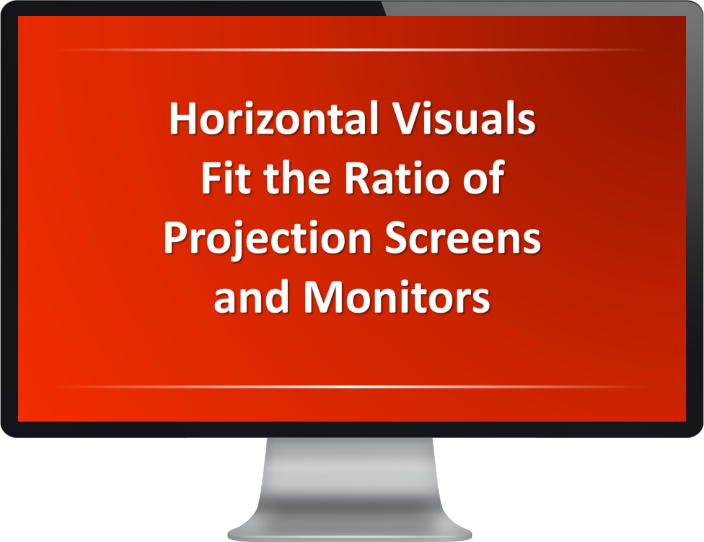 Horizontal Visuals
Fit the Ratio of
Projection Screens
and Monitors